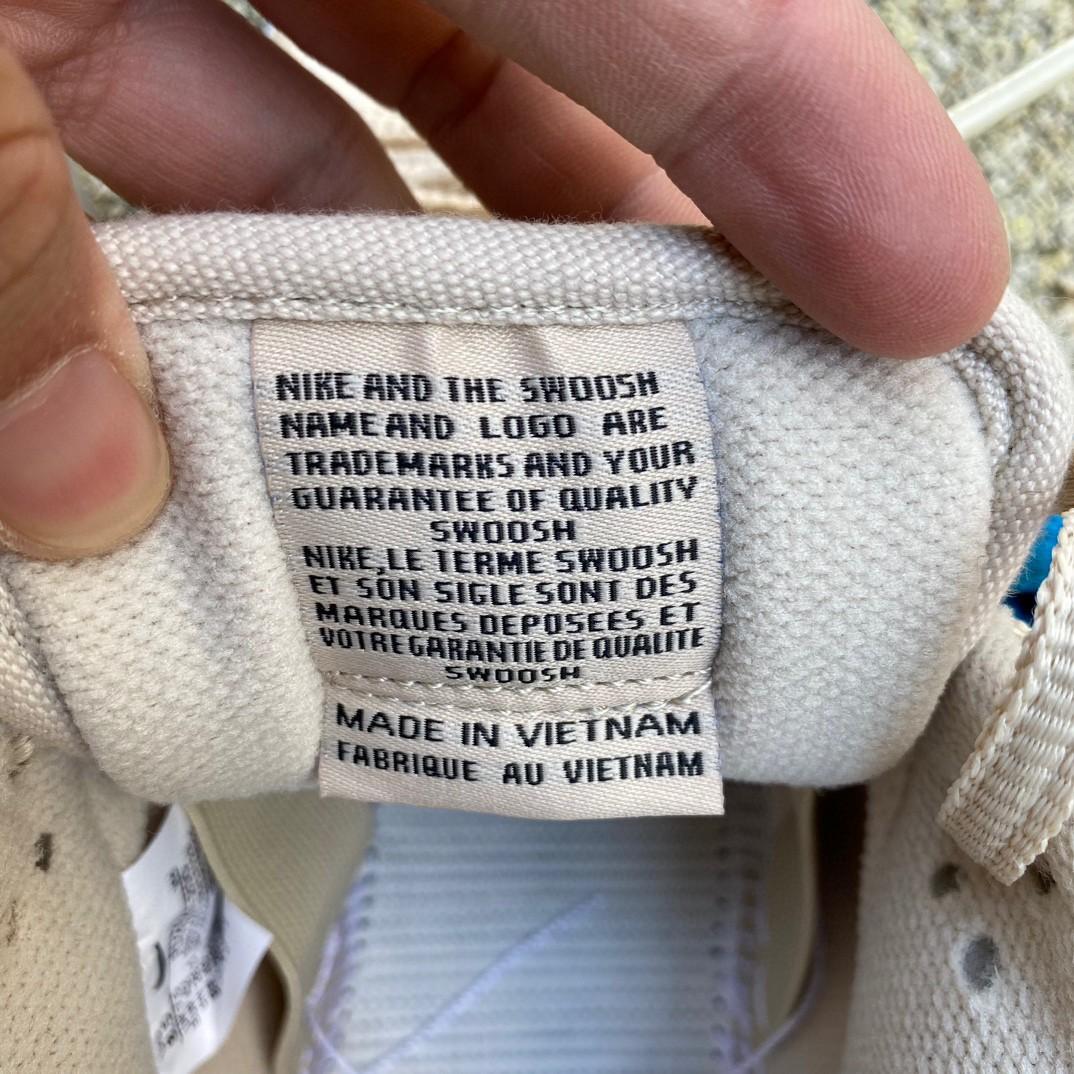 NIKE AND THE SWOOSH
NAME AND LOGO ARE
TRADEMARKS AND YOUR
GUARANTEE OF QUALITY
SWOOSH
NIKE, LE TERME SWOOSH
ET SON SIGLE SONT DES
MARQUES DEPOSEES ET
VOTRE GARANTIE DE QUALITE
SWOOSH
MADE IN VIETNAM
FABRIQUE AU VIETNAM